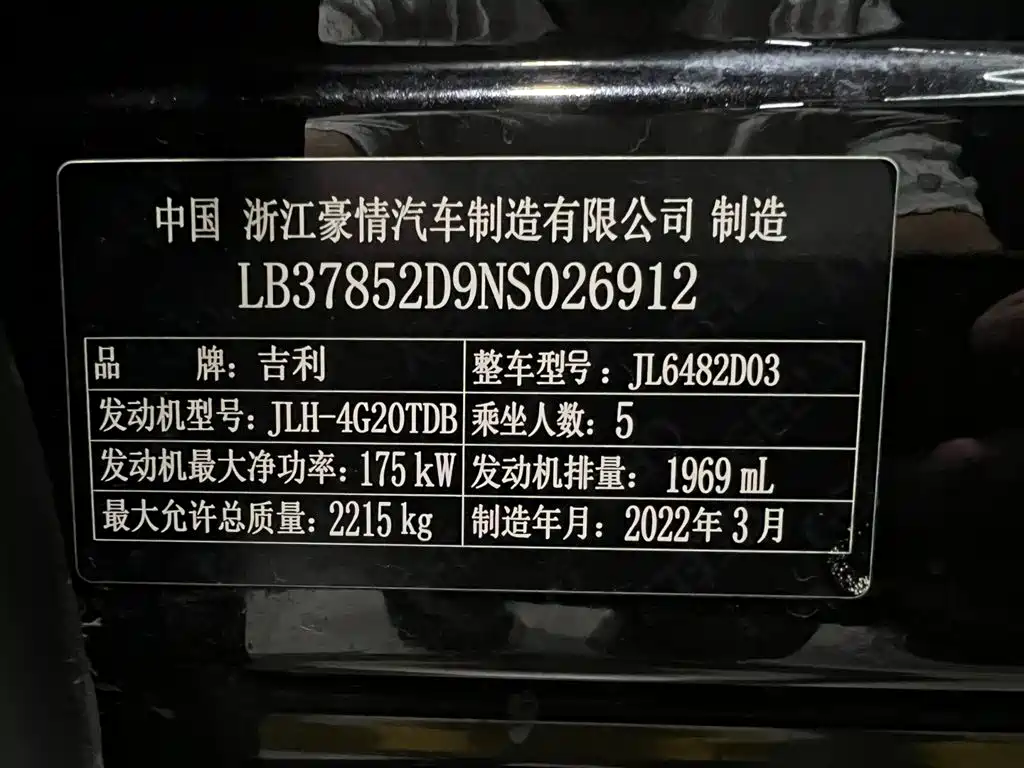 中国 浙江豪情汽车制造有限公司 制造
LB37852D9NS026912
品 牌：吉利 整车型号：JL6482D03
发动机型号：JLH-4G20TDB 乘坐人数：5
发动机最大净功率：175 kW 发动机排量：1969 mL
最大允许总质量：2215 kg 制造年月：2022年3月